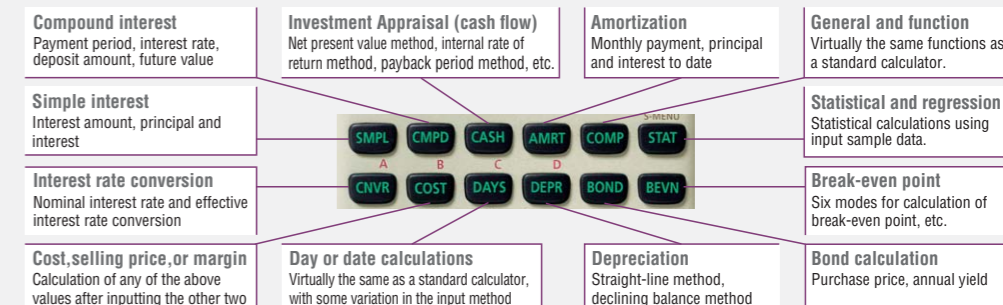 Compound interest
Payment period, interest rate,
deposit amount, future value
Investment Appraisal (cash flow)
Net present value method, internal rate of
return method, payback period method, etc.
Amortization
Monthly payment, principal
and interest to date
General and function
Virtually the same functions as
a standard calculator.
Simple interest
Interest amount, principal and
interest
Statistical and regression
Statistical calculations using
input sample data.
S-MENU
SMPL CMPD CASH AMRT COMP STAT
A B C D
CNVR COST DAYS DEPR BOND BEVN
Interest rate conversion
Nominal interest rate and effective
interest rate conversion
Break-even point
Six modes for calculation of
break-even point, etc.
Cost,selling price,or margin
Calculation of any of the above
values after inputting the other two
Day or date calculations
Virtually the same as a standard calculator,
with some variation in the input method
Depreciation
Straight-line method,
declining balance method
Bond calculation
Purchase price, annual yield